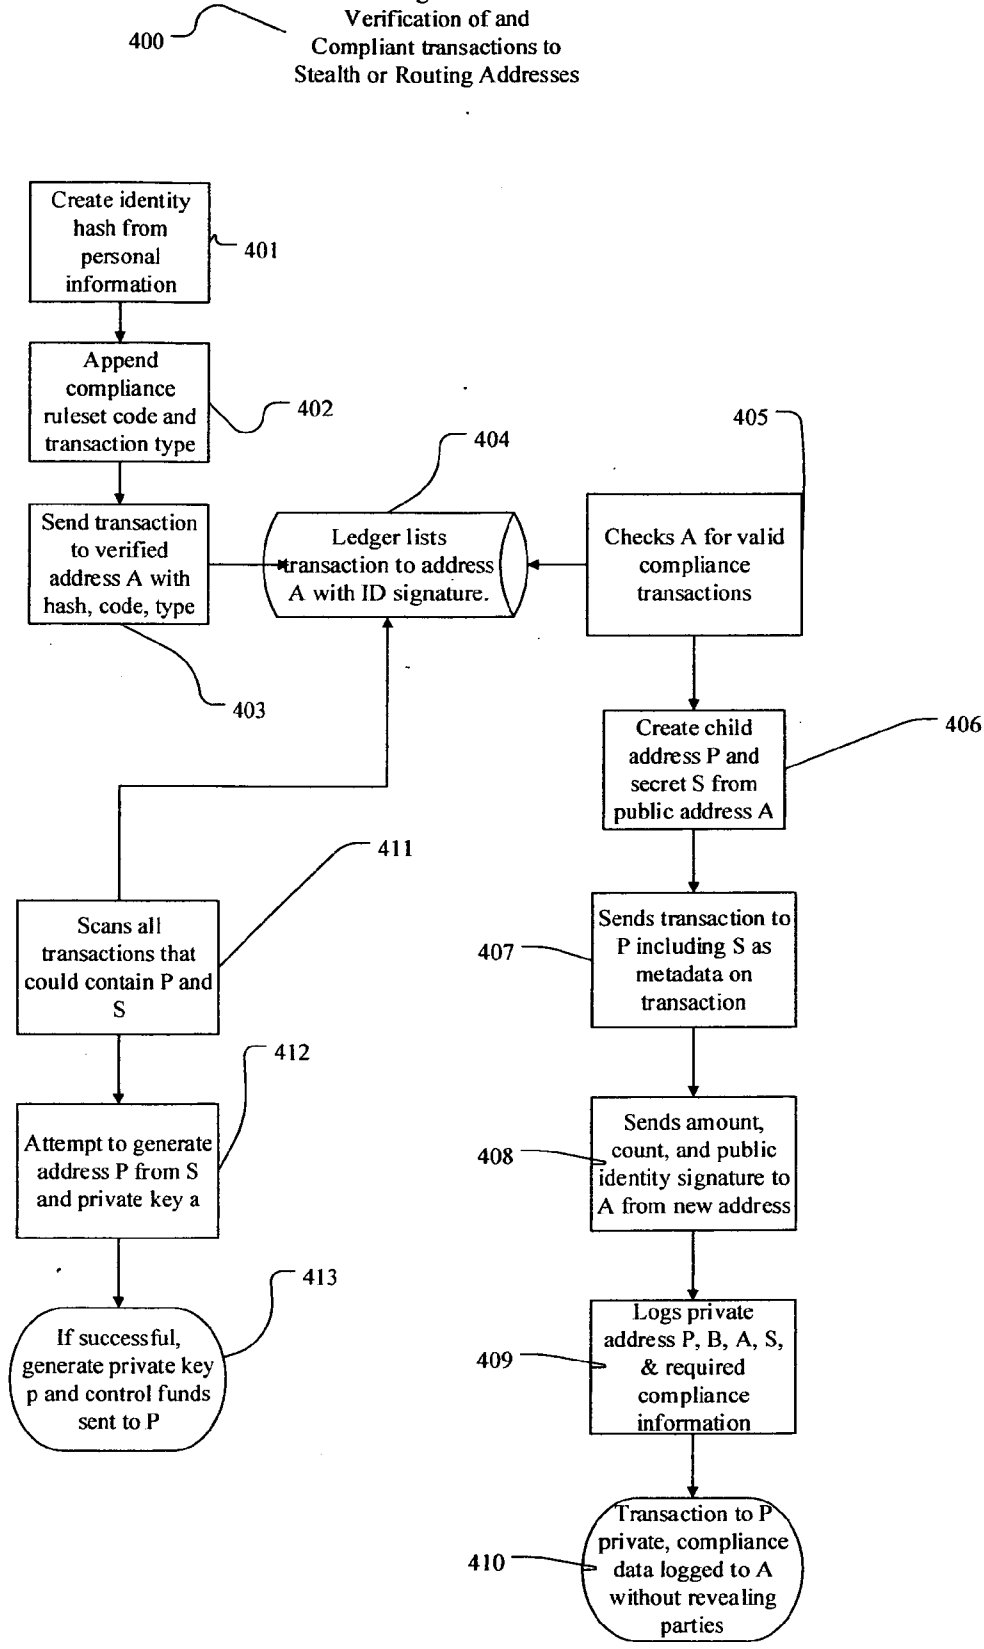 Verification of and
Compliant transactions to
Stealth or Routing Addresses
400
Create identity
hash from
personal
information
401
Append
compliance
ruleset code and
transaction type
402
Send transaction
to verified
address A with
hash, code, type
403
404
Ledger lists
transaction to address
A with ID signature.
405
Checks A for valid
compliance
transactions
Create child
address P and
secret S from
public address A
406
Sends transaction to
P including S as
metadata on
transaction
407
Sends amount,
count, and public
identity signature to
A from new address
408
Logs private
address P, B, A, S,
& required
compliance
information
409
Transaction to P
private, compliance
data logged to A
without revealing
parties
410
411
Scans all
transactions that
could contain P and
S
412
Attempt to generate
address P from S
and private key a
413
If successful,
generate private key
p and control funds
sent to P